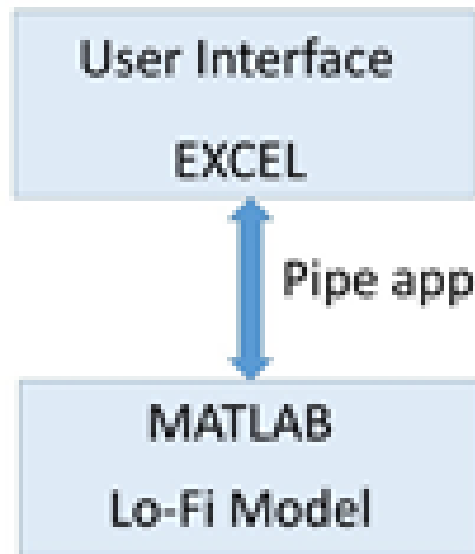 User Interface
EXCEL
Pipe app
MATLAB
Lo-Fi Model